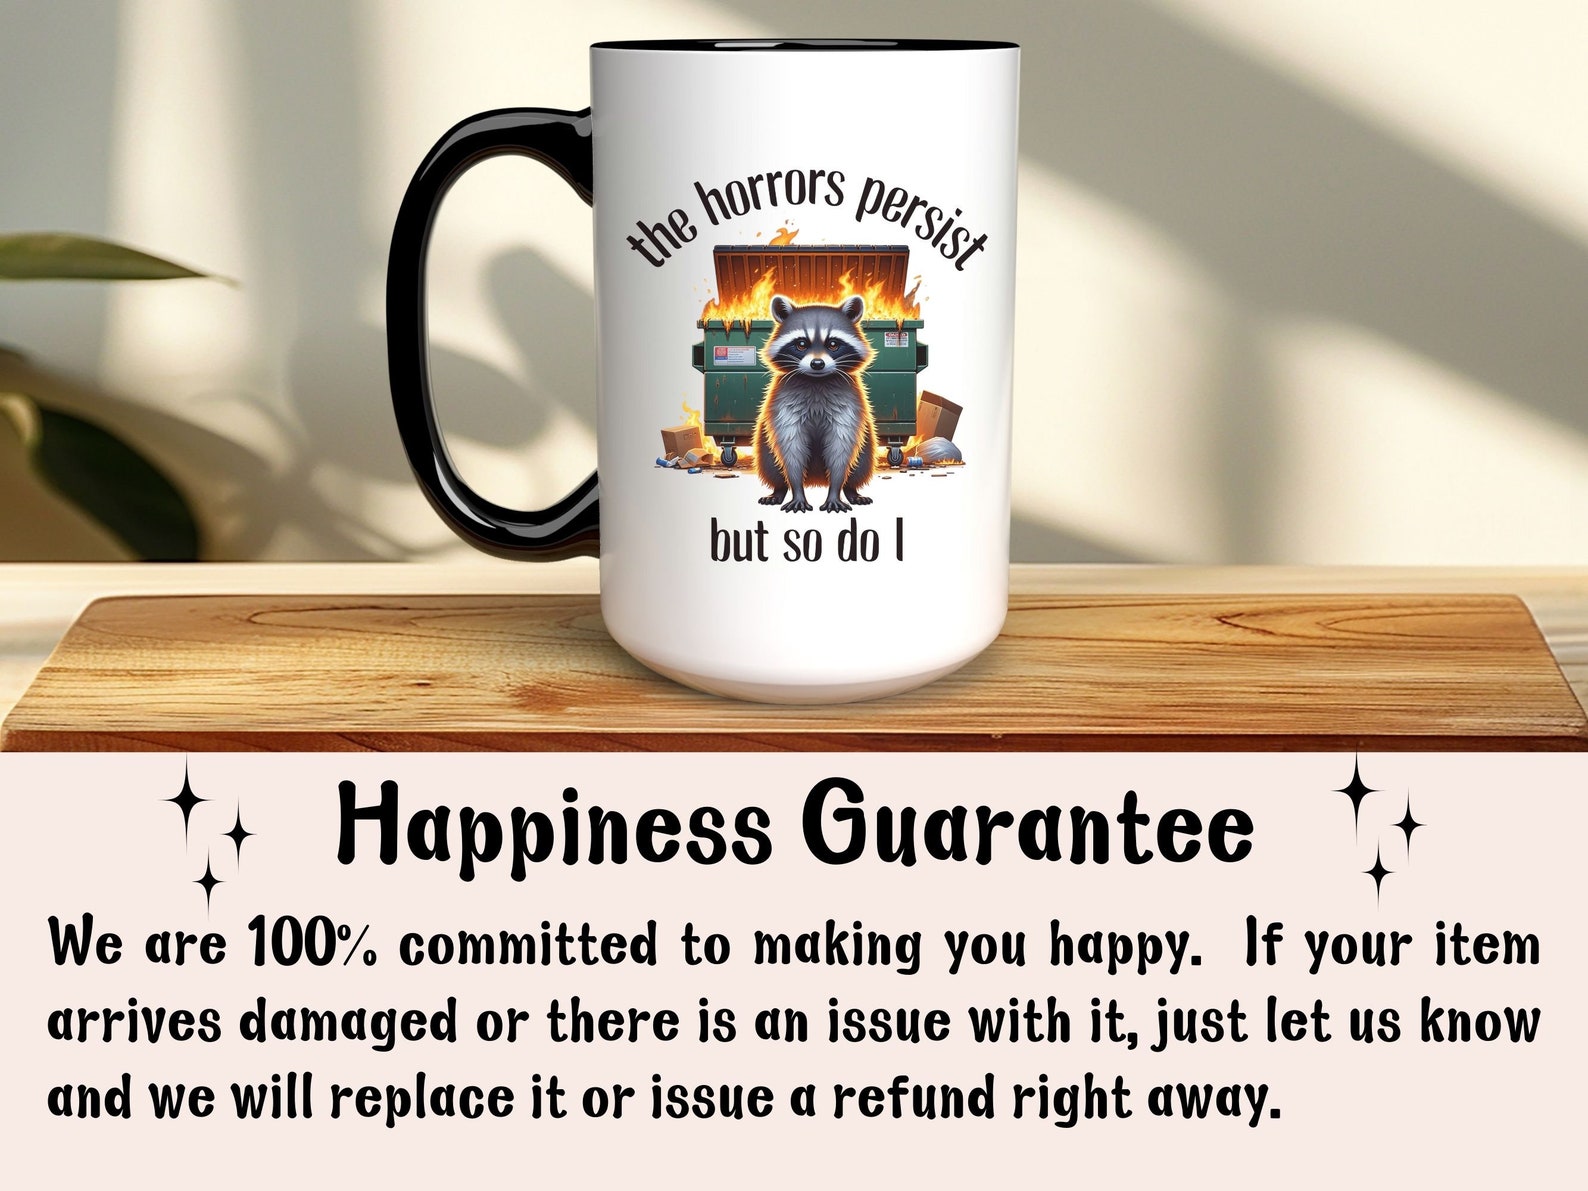 the horrors persist
but so do I
Happiness Guarantee
We are 100% committed to making you happy. If your item
arrives damaged or there is an issue with it, just let us know
and we will replace it or issue a refund right away.